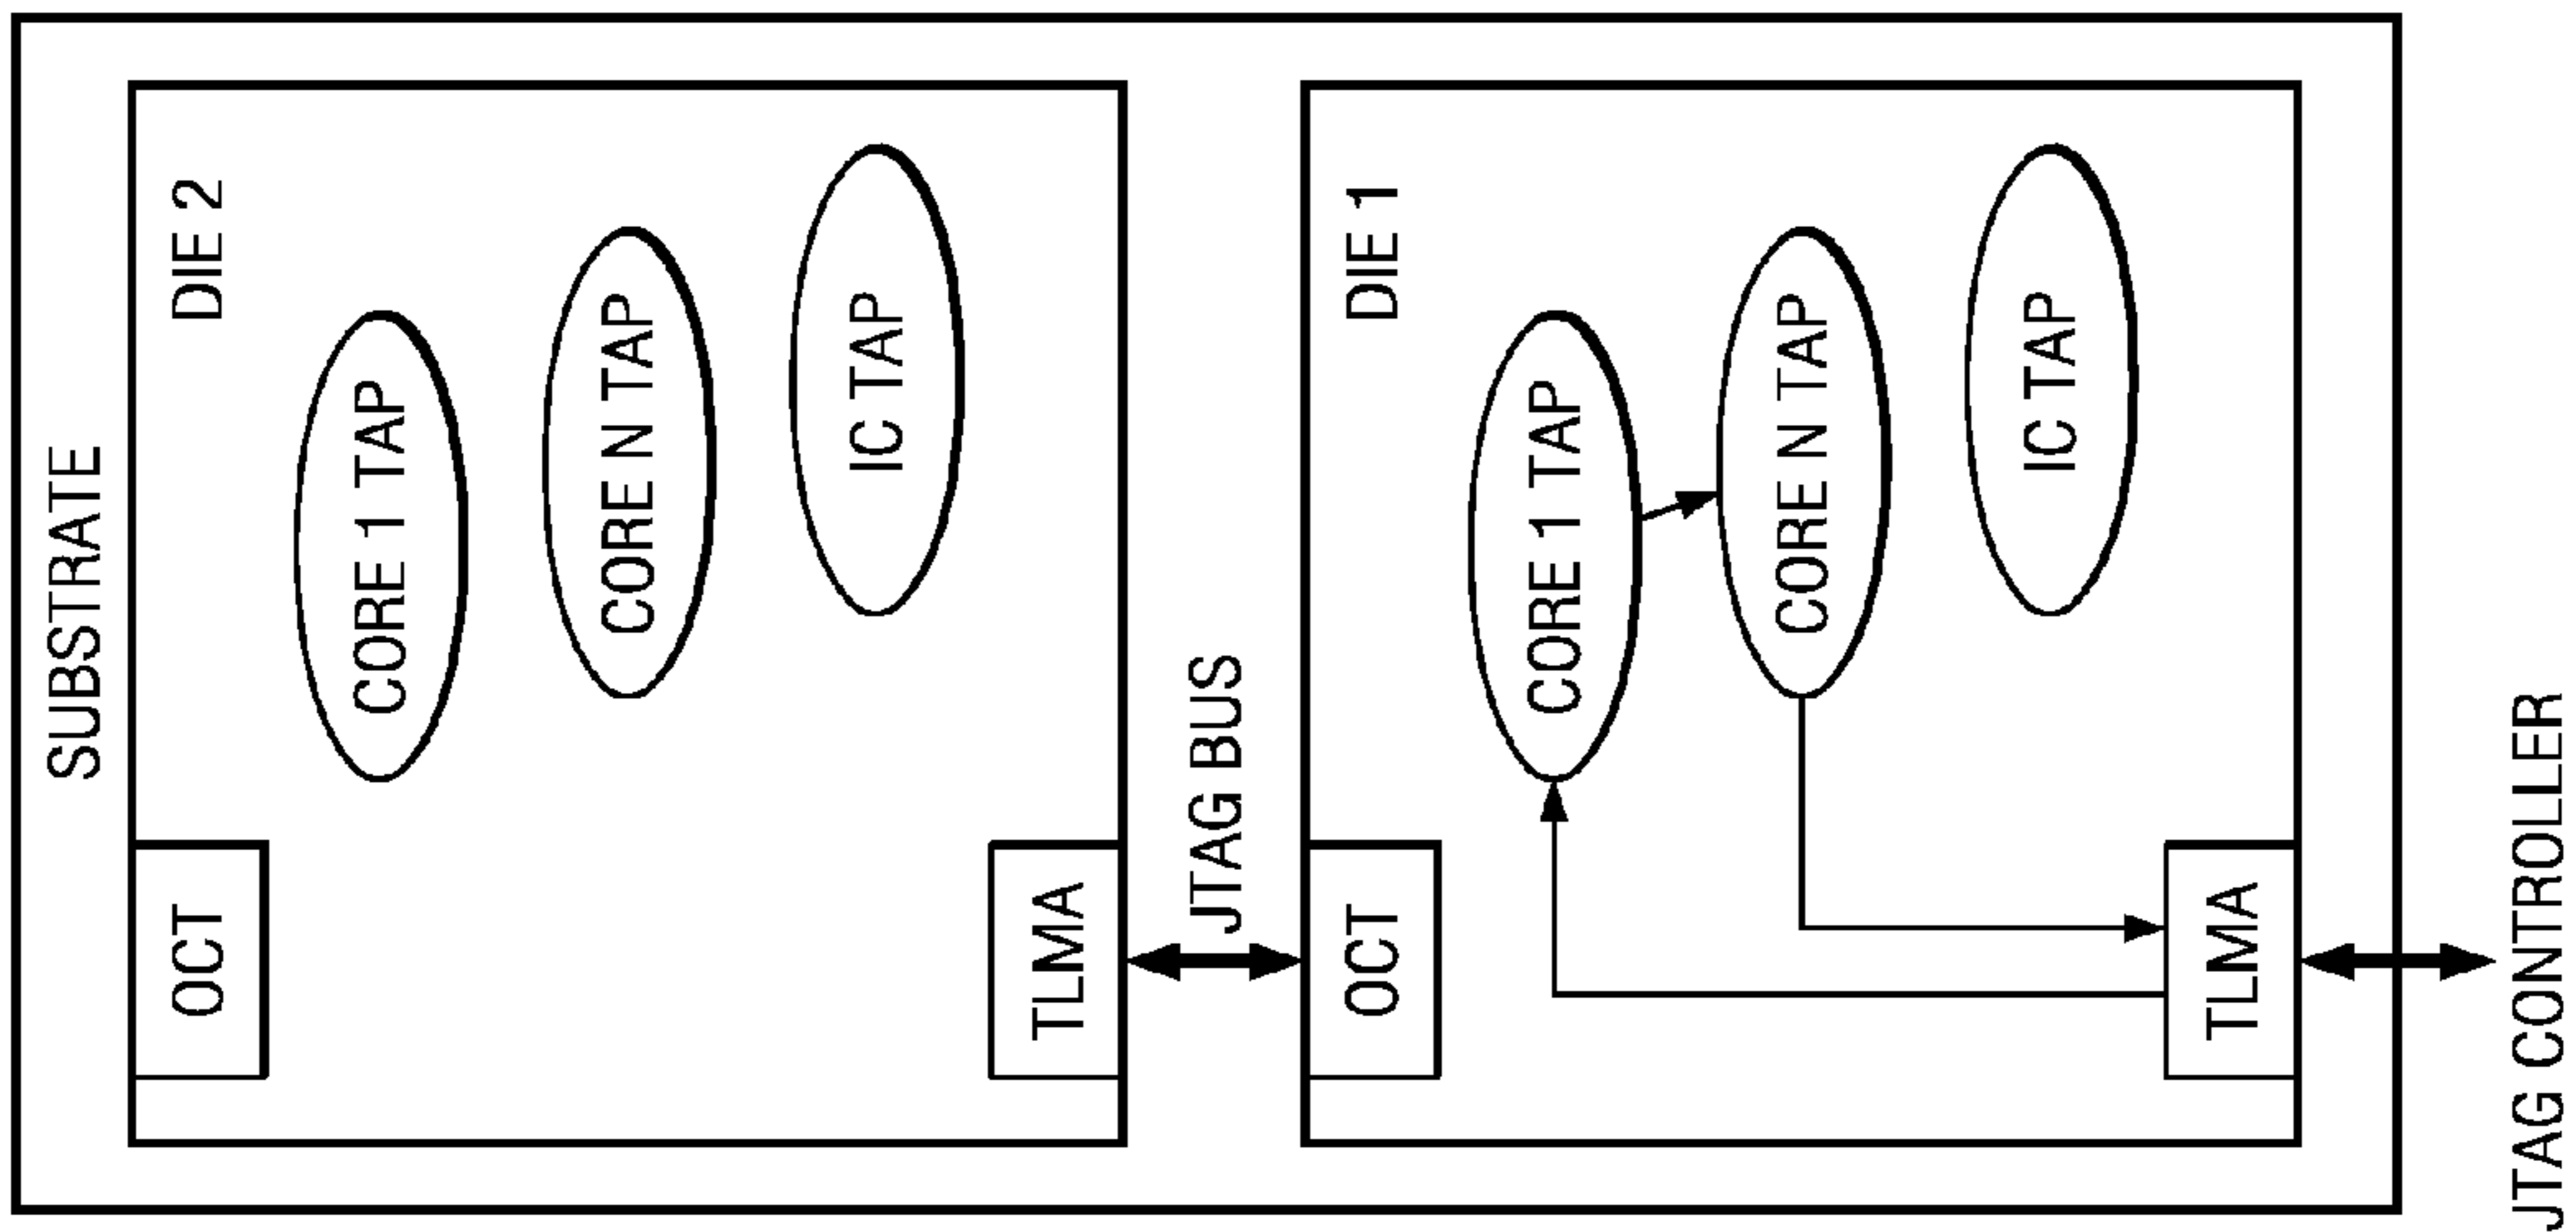 SUBSTRATE
DIE 2
CORE 1 TAP
CORE N TAP
IC TAP
OCT
TLMA
JTAG BUS
DIE 1
CORE 1 TAP
CORE N TAP
IC TAP
OCT
TLMA
JTAG CONTROLLER